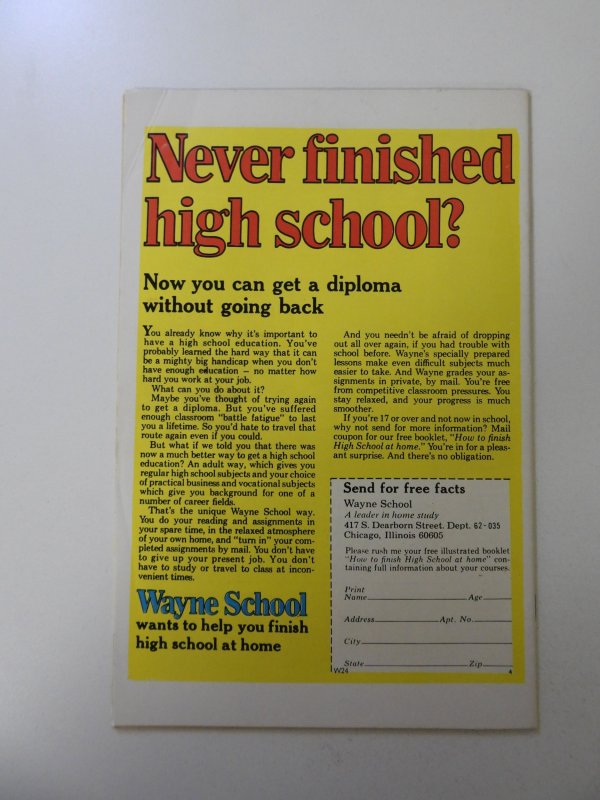 Never finished
high school?
Now you can get a diploma
without going back
You already know why it's important to
have a high school education. You've
probably learned the hard way that it can
be a mighty big handicap when you don't
have enough education – no matter how
hard you work at your job.
What can you do about it?
Maybe you've thought of trying again
to get a diploma. But you've suffered
enough classroom "battle fatigue" to last
you a lifetime. So you'd hate to travel that
route again even if you could.
But what if we told you that there was
now a much better way to get a high school
education? An adult way, which gives you
regular high school subjects and your choice
of practical business and vocational subjects
which give you background for one of a
number of career fields.
That's the unique Wayne School way.
You do your reading and assignments in
your spare time, in the relaxed atmosphere
of your own home, and "turn in" your com-
pleted assignments by mail. You don't have
to give up your present job. You don't
have to study or travel to class at incon-
venient times.
Wayne School
wants to help you finish
high school at home
And you needn't be afraid of dropping
out all over again, if you had trouble with
school before. Wayne's specially prepared
lessons make even difficult subjects much
easier to take. And Wayne grades your as-
signments in private, by mail. You're free
from competitive classroom pressures. You
stay relaxed, and your progress is much
smoother.
If you're 17 or over and not now in school,
why not send for more information? Mail
coupon for our free booklet, "How to finish
High School at home." You're in for a pleas-
ant surprise. And there's no obligation.
Send for free facts
Wayne School
A leader in home study
417 S. Dearborn Street. Dept. 62-035
Chicago, Illinois 60605
Please rush me your free illustrated booklet
"How to finish High School at home" con-
taining full information about your courses.
Print
Name Age
Address Apt. No.
City
State Zip
W24 4